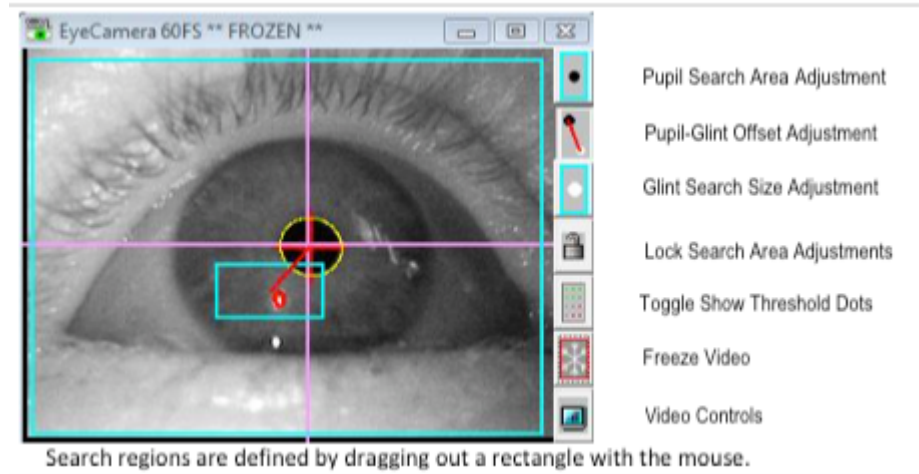 EyeCamera 60FS ** FROZEN **
Pupil Search Area Adjustment
Pupil-Glint Offset Adjustment
Glint Search Size Adjustment
Lock Search Area Adjustments
Toggle Show Threshold Dots
Freeze Video
Video Controls
Search regions are defined by dragging out a rectangle with the mouse.